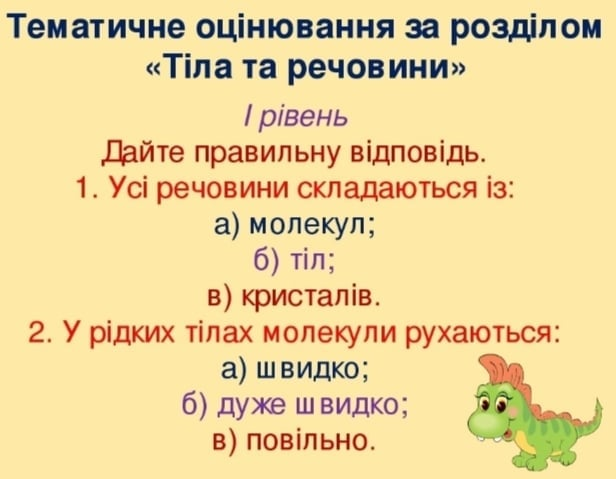 Тематичне оцінювання за розділом
«Тіла та речовини»
І рівень
Дайте правильну відповідь.
1. Усі речовини складаються із:
а) молекул;
б) тіл;
в) кристалів.
2. У рідких тілах молекули рухаються:
а) швидко;
б) дуже швидко;
в) повільно.